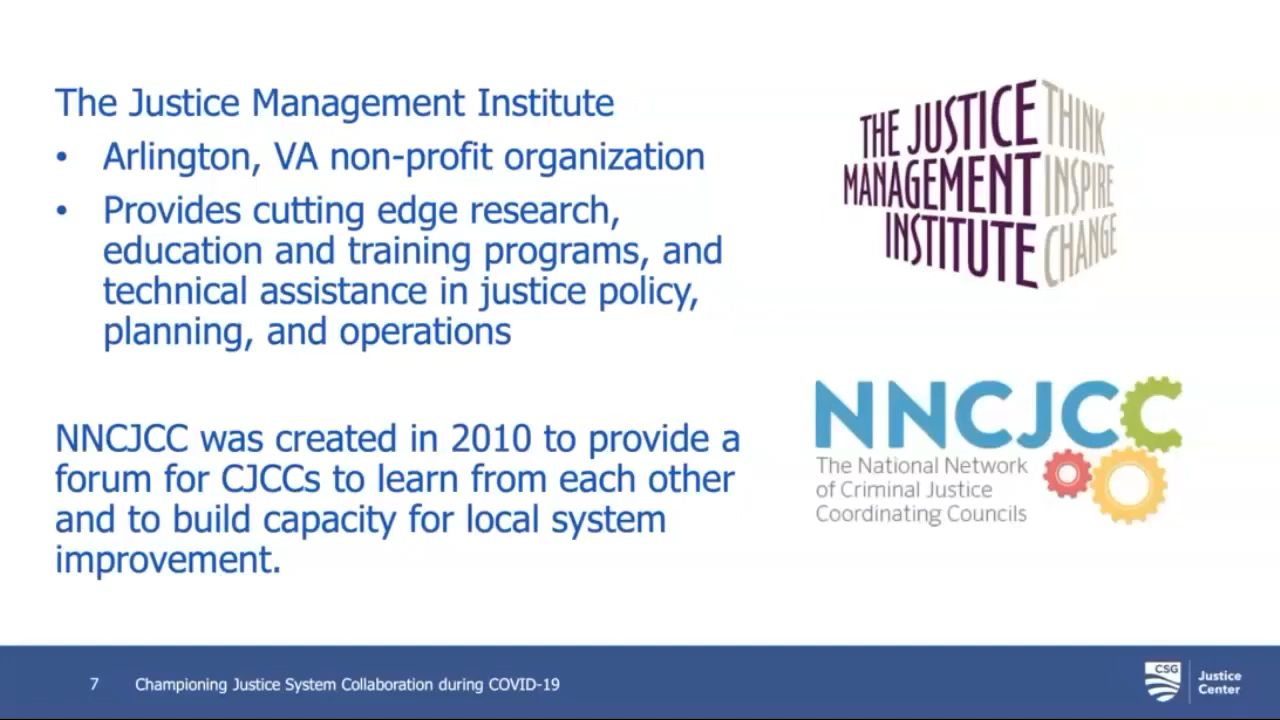 The Justice Management Institute
• Arlington, VA non-profit organization
• Provides cutting edge research,
education and training programs, and
technical assistance in justice policy,
planning, and operations
NNCJCC was created in 2010 to provide a
forum for CJCCs to learn from each other
and to build capacity for local system
improvement.
THE JUSTICE THINK
MANAGEMENT INSPIRE
INSTITUTE CHANGE
NNCJCC
The National Network
of Criminal Justice
Coordinating Councils
7 Championing Justice System Collaboration during COVID-19
CSG
Justice
Center